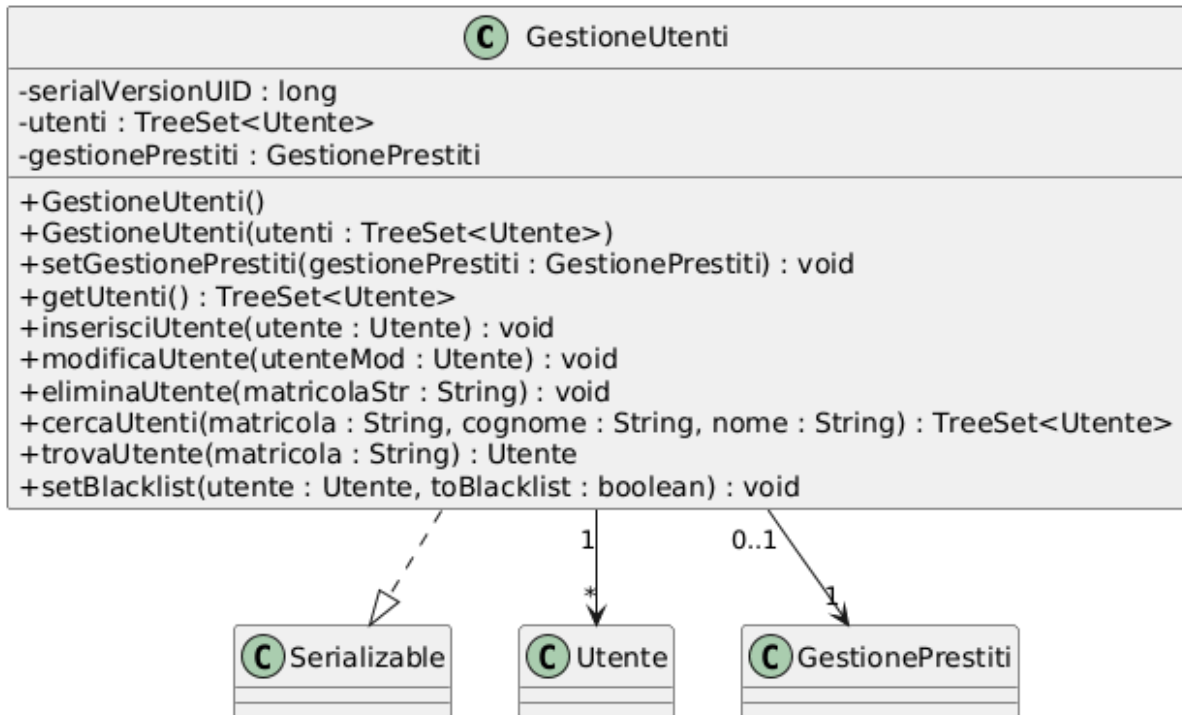 C GestioneUtenti
-serialVersionUID : long
-utenti : TreeSet<Utente>
-gestionePrestiti : GestionePrestiti
+GestioneUtenti()
+GestioneUtenti(utenti : TreeSet<Utente>)
+setGestionePrestiti(gestionePrestiti : GestionePrestiti) : void
+getUtenti() : TreeSet<Utente>
+inserisciUtente(utente : Utente) : void
+modificaUtente(utenteMod : Utente) : void
+eliminaUtente(matricolaStr : String) : void
+cercaUtenti(matricola : String, cognome : String, nome : String) : TreeSet<Utente>
+trovaUtente(matricola : String) : Utente
+setBlacklist(utente : Utente, toBlacklist : boolean) : void
1 0..1
* 1
C Serializable C Utente C GestionePrestiti